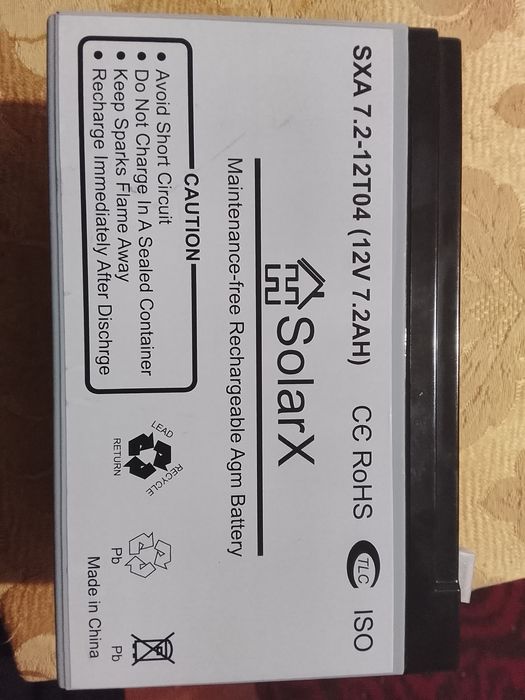 SXA 7.2-12T04 (12V 7.2AH) CE RoHS TLC ISO
SolarX
Maintenance-free Rechargeable Agm Battery
CAUTION
• Avoid Short Circuit
• Do Not Charge In A Sealed Container
• Keep Sparks Flame Away
• Recharge Immediately After Dischrge
LEAD
RECYCLE
RETURN
Pb
Pb
Made in China